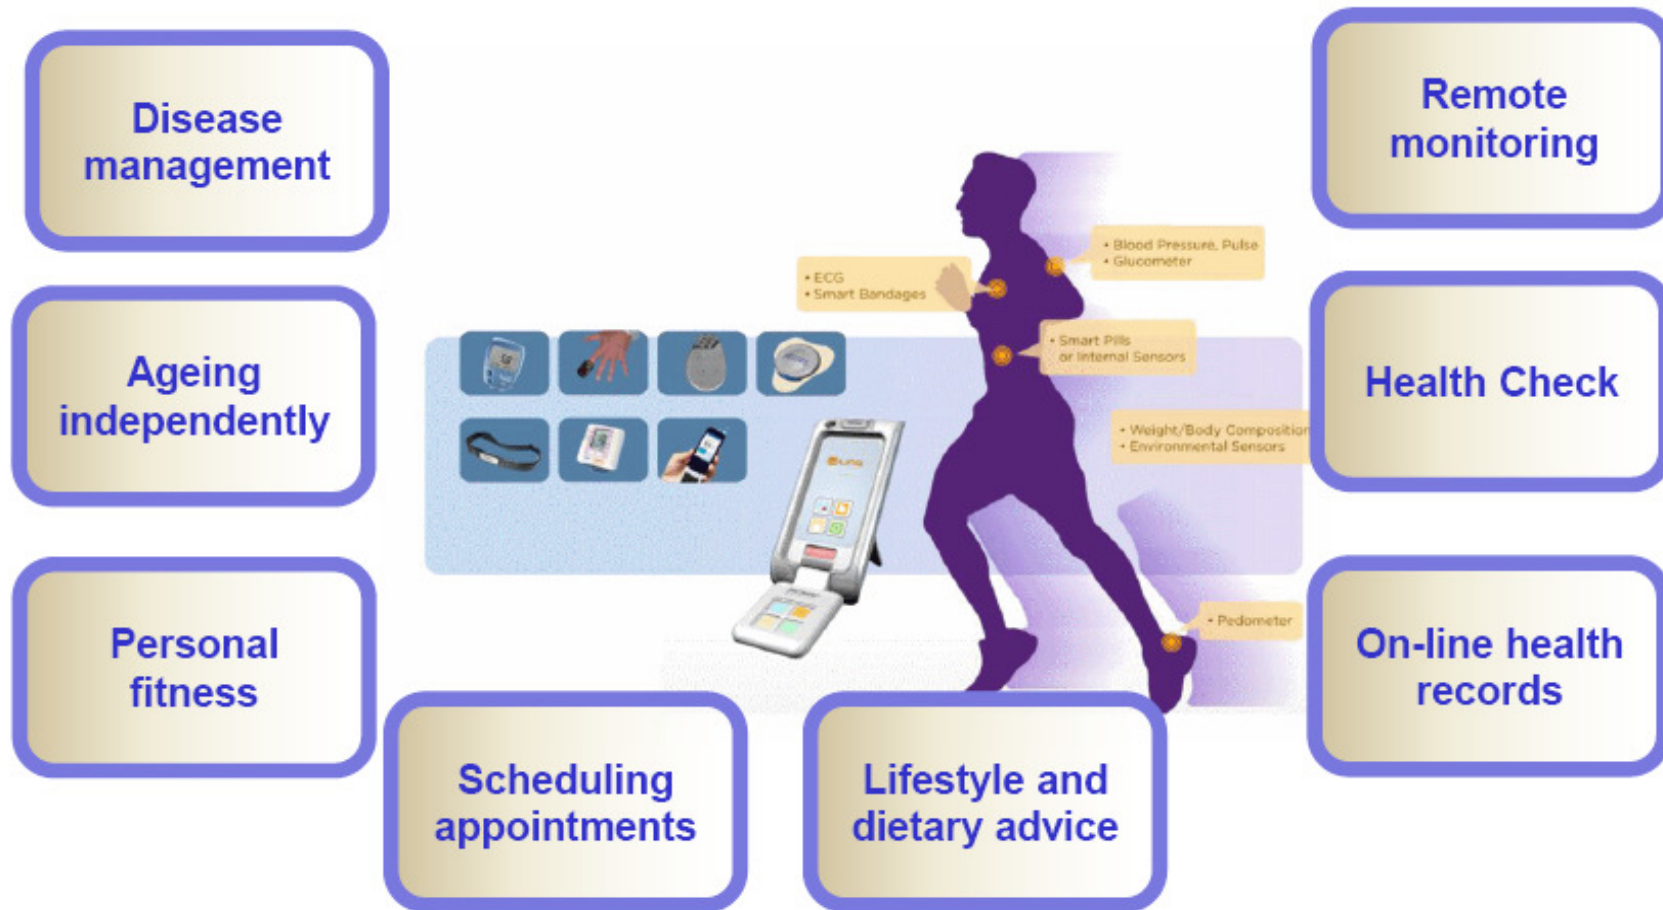 Disease
management
Remote
monitoring
• Blood Pressure, Pulse
• Glucometer
• ECG
• Smart Bandages
• Smart Pills
or Internal Sensors
Ageing
independently
Health Check
• Weight/Body Composition
• Environmental Sensors
• Pedometer
Personal
fitness
On-line health
records
Scheduling
appointments
Lifestyle and
dietary advice